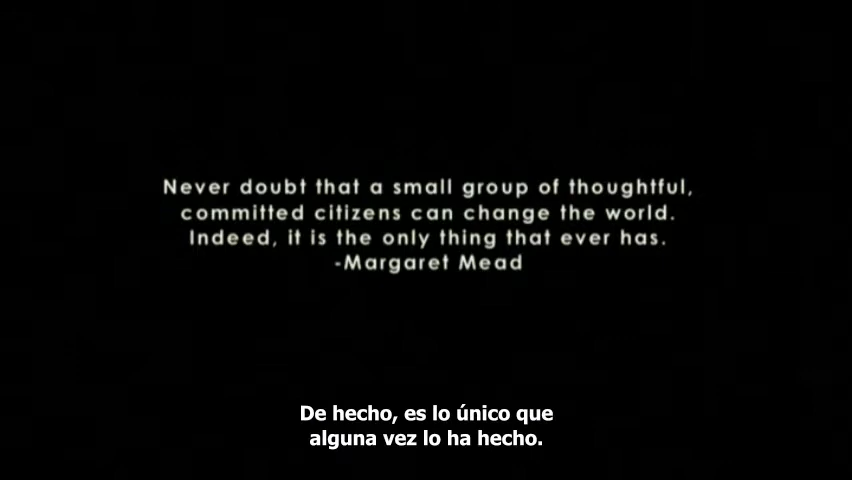 Never doubt that a small group of thoughtful,
committed citizens can change the world.
Indeed, it is the only thing that ever has.
-Margaret Mead
De hecho, es lo único que
alguna vez lo ha hecho.